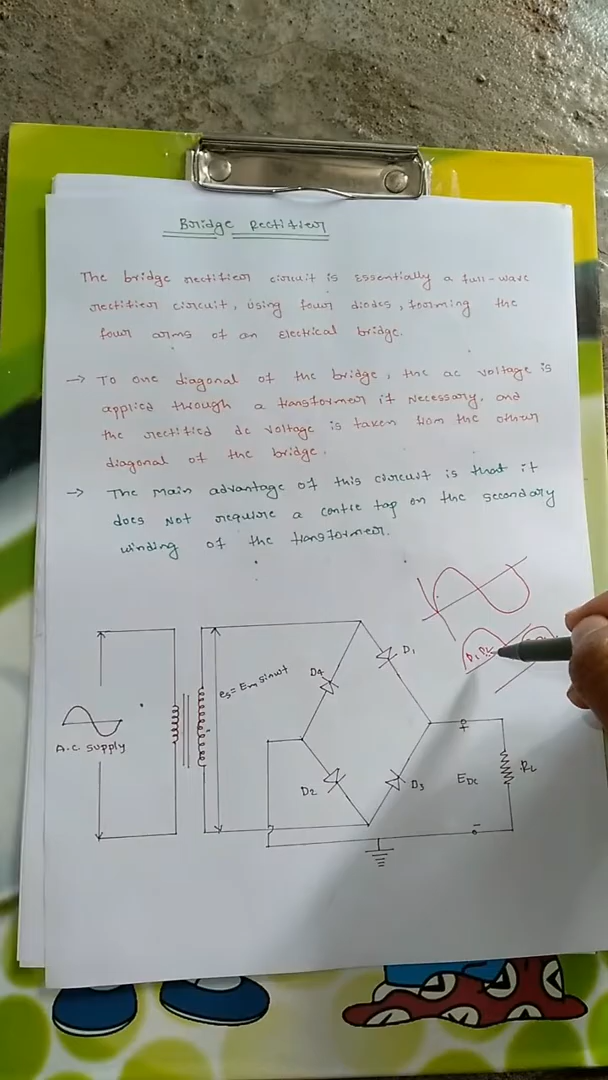 Bridge Rectifier
The bridge rectifier circuit is essentially a full-wave
rectifier circuit, using four diodes, forming the
four arms of an electrical bridge.
→ To one diagonal of the bridge, the ac voltage is
applied through a transformer if necessary, and
the rectified dc voltage is taken from the other
diagonal of the bridge.
→ The main advantage of this circuit is that it
does not require a centre tap on the secondary
winding of the transformer.
D1
D4
es = Em sinwt
A.C. supply
D2
D3
+
EDC
RL
-